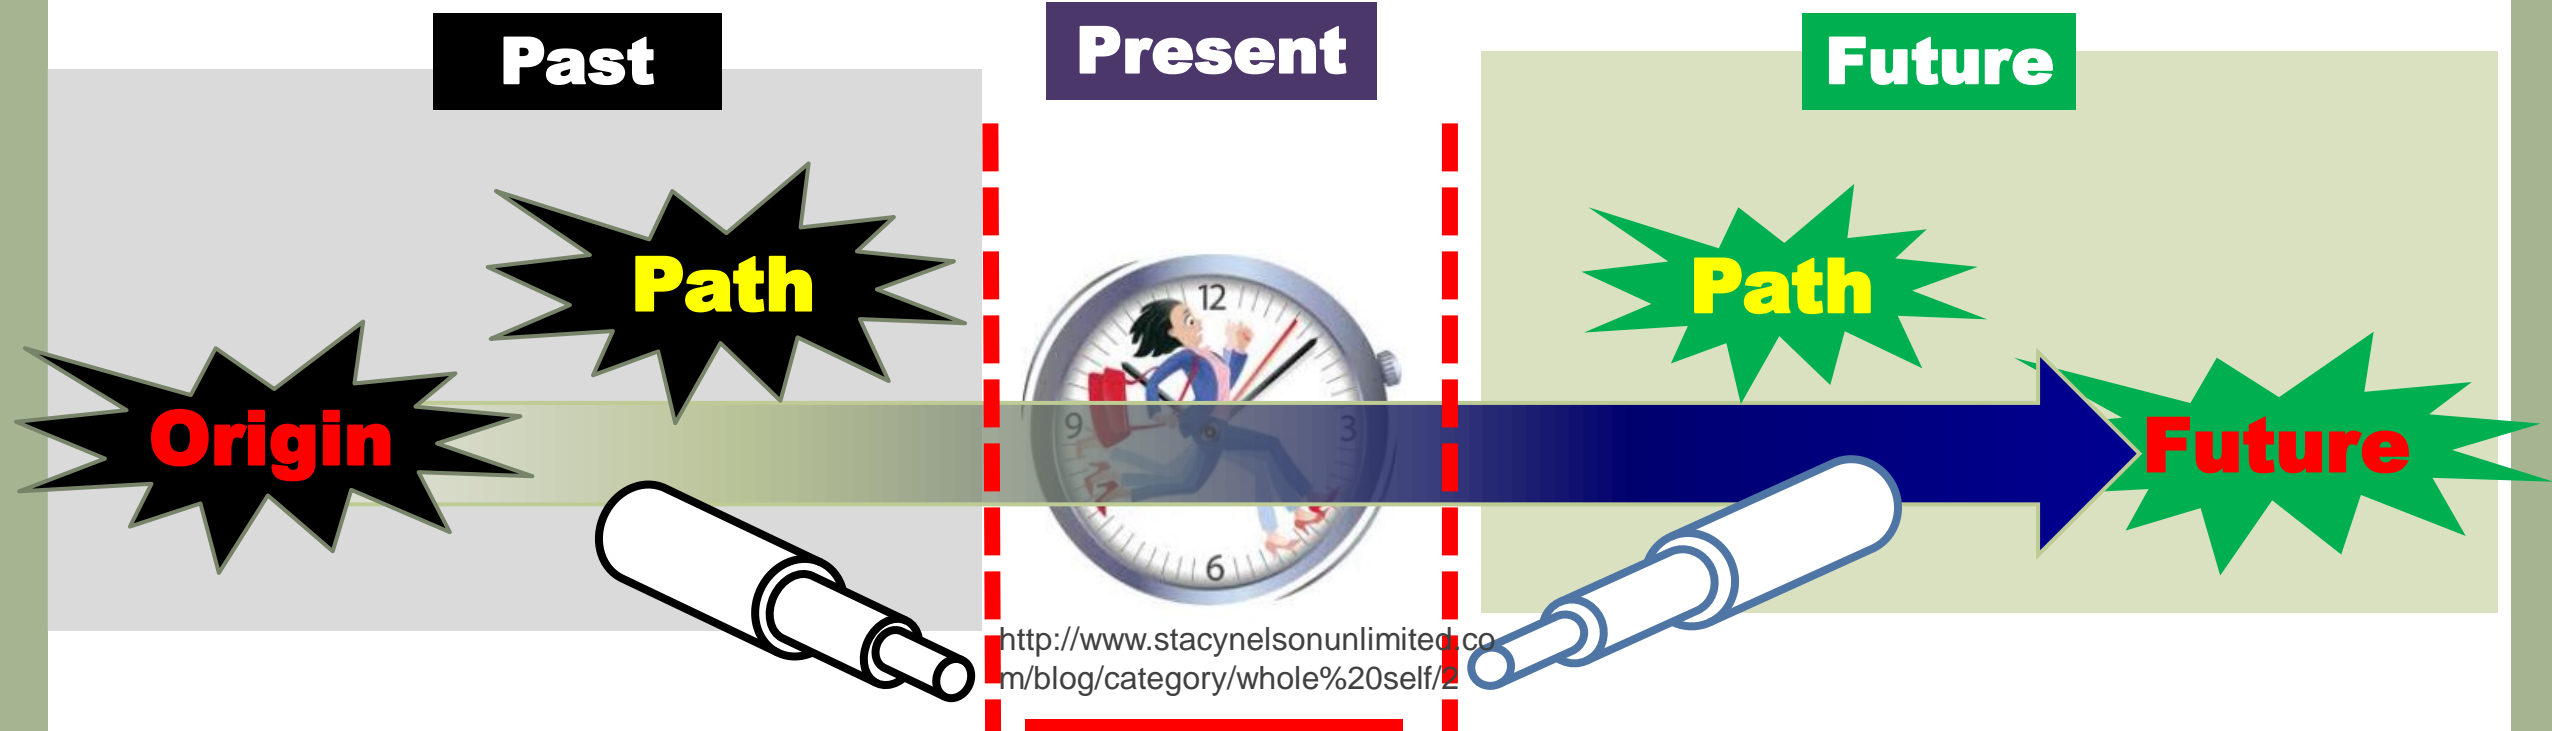 Past
Present
Future
Path
Path
Origin
Future
12
9
3
6
http://www.stacynelsonunlimited.co
m/blog/category/whole%20self/2